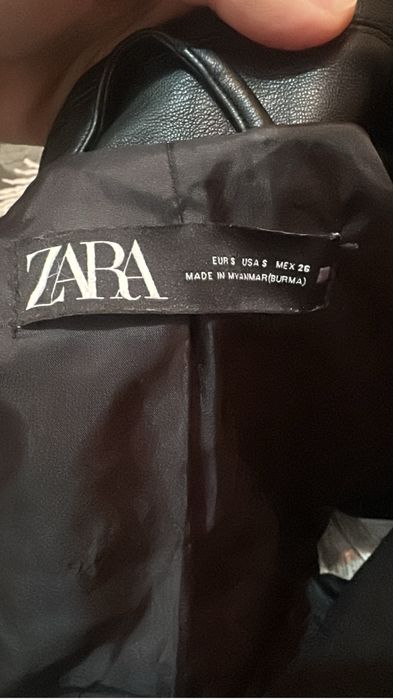 ZARA
EUR S USA S MEX 26
MADE IN MYANMAR(BURMA)